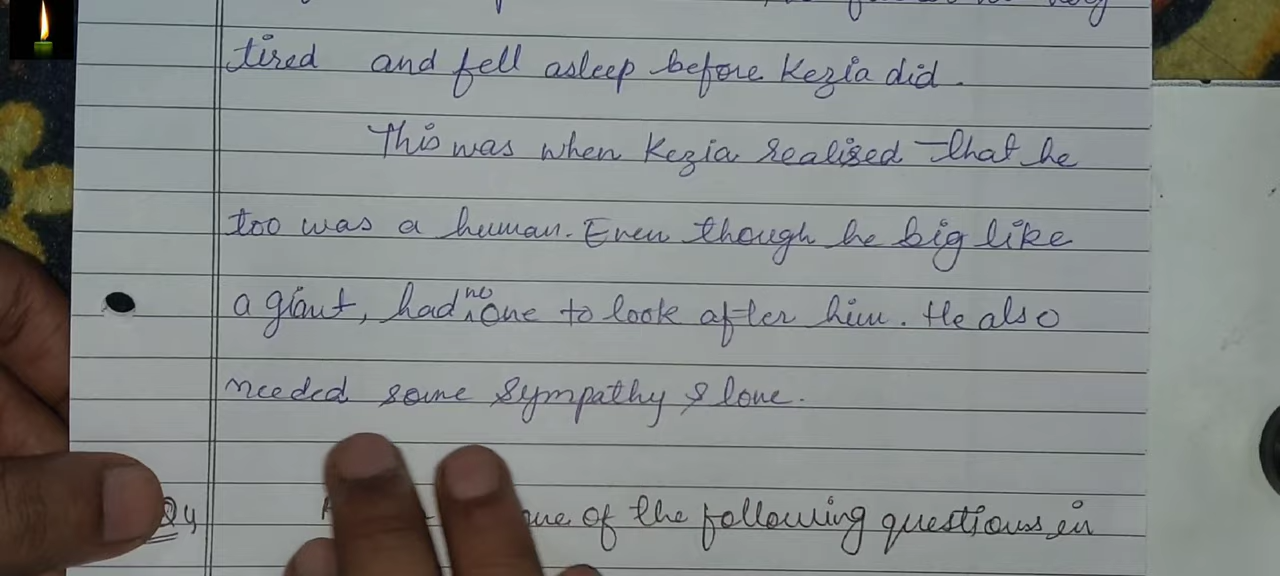 tired and fell asleep before Kezia did.
This was when Kezia realised that he
too was a human. Even though he big like
a giant, had no one to look after him. He also
needed some sympathy & love.
Q4 one of the following questions in